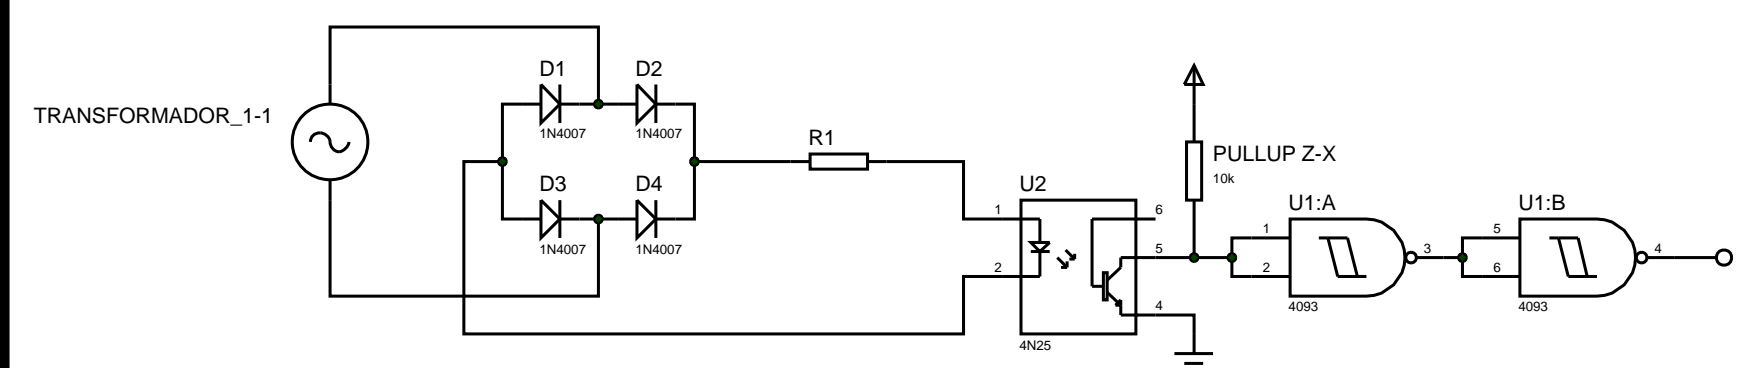 TRANSFORMADOR_1-1
D1
1N4007
D2
1N4007
D3
1N4007
D4
1N4007
R1
U2
1
2
6
5
4
4N25
PULLUP Z-X
10k
U1:A
1
2
3
4093
U1:B
5
6
4
4093